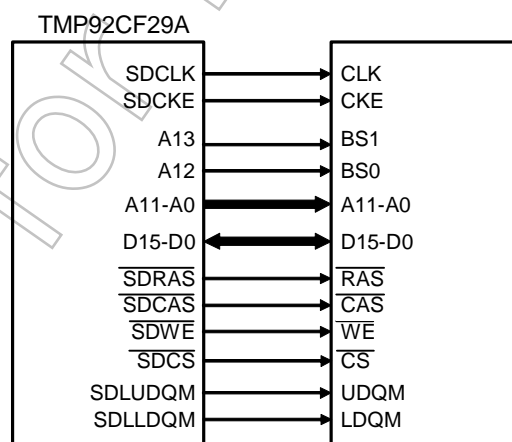 TMP92CF29A
SDCLK CLK
SDCKE CKE
A13 BS1
A12 BS0
A11-A0 A11-A0
D15-D0 D15-D0
SDRAS RAS
SDCAS CAS
SDWE WE
SDCS CS
SDLUDQM UDQM
SDLLDQM LDQM